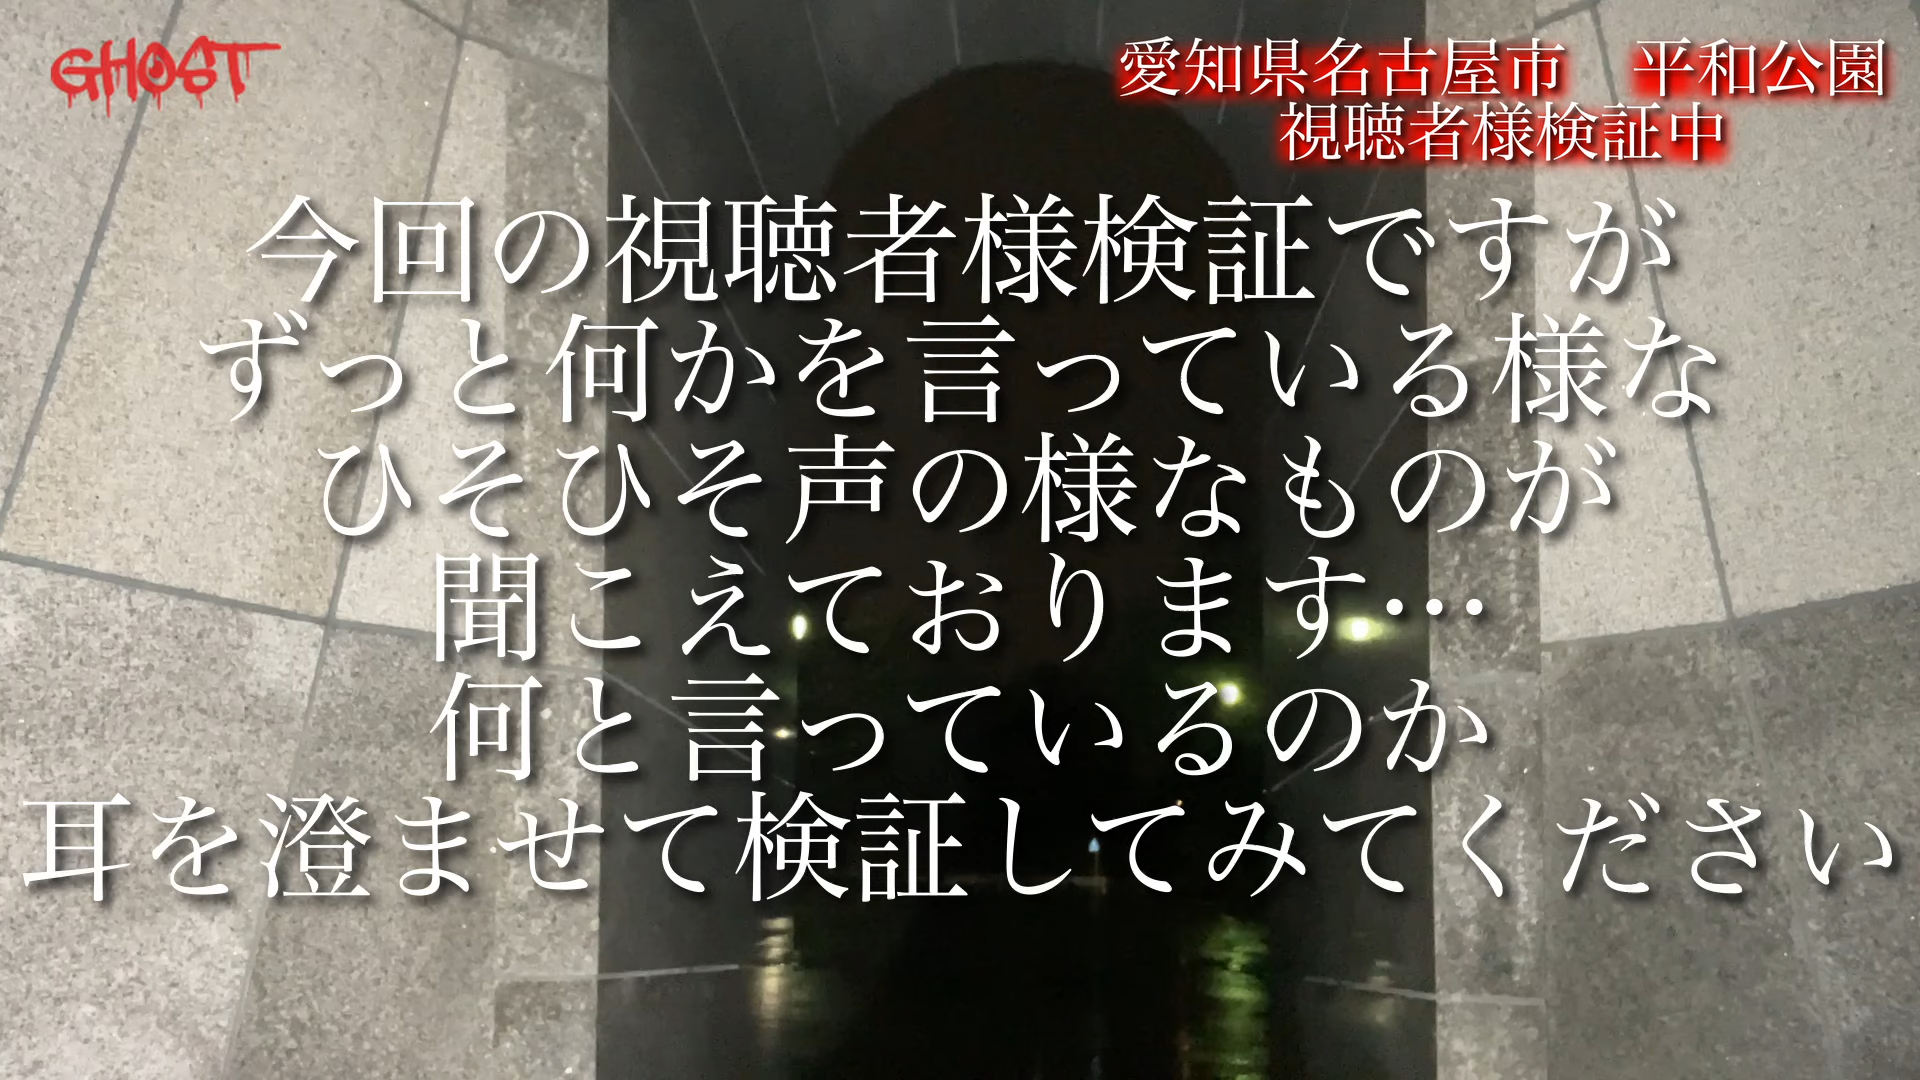 GHOST
愛知県名古屋市　平和公園
視聴者様検証中
今回の視聴者様検証ですが
ずっと何かを言っている様な
ひそひそ声の様なものが
聞こえております…
何と言っているのか
耳を澄ませて検証してみてください